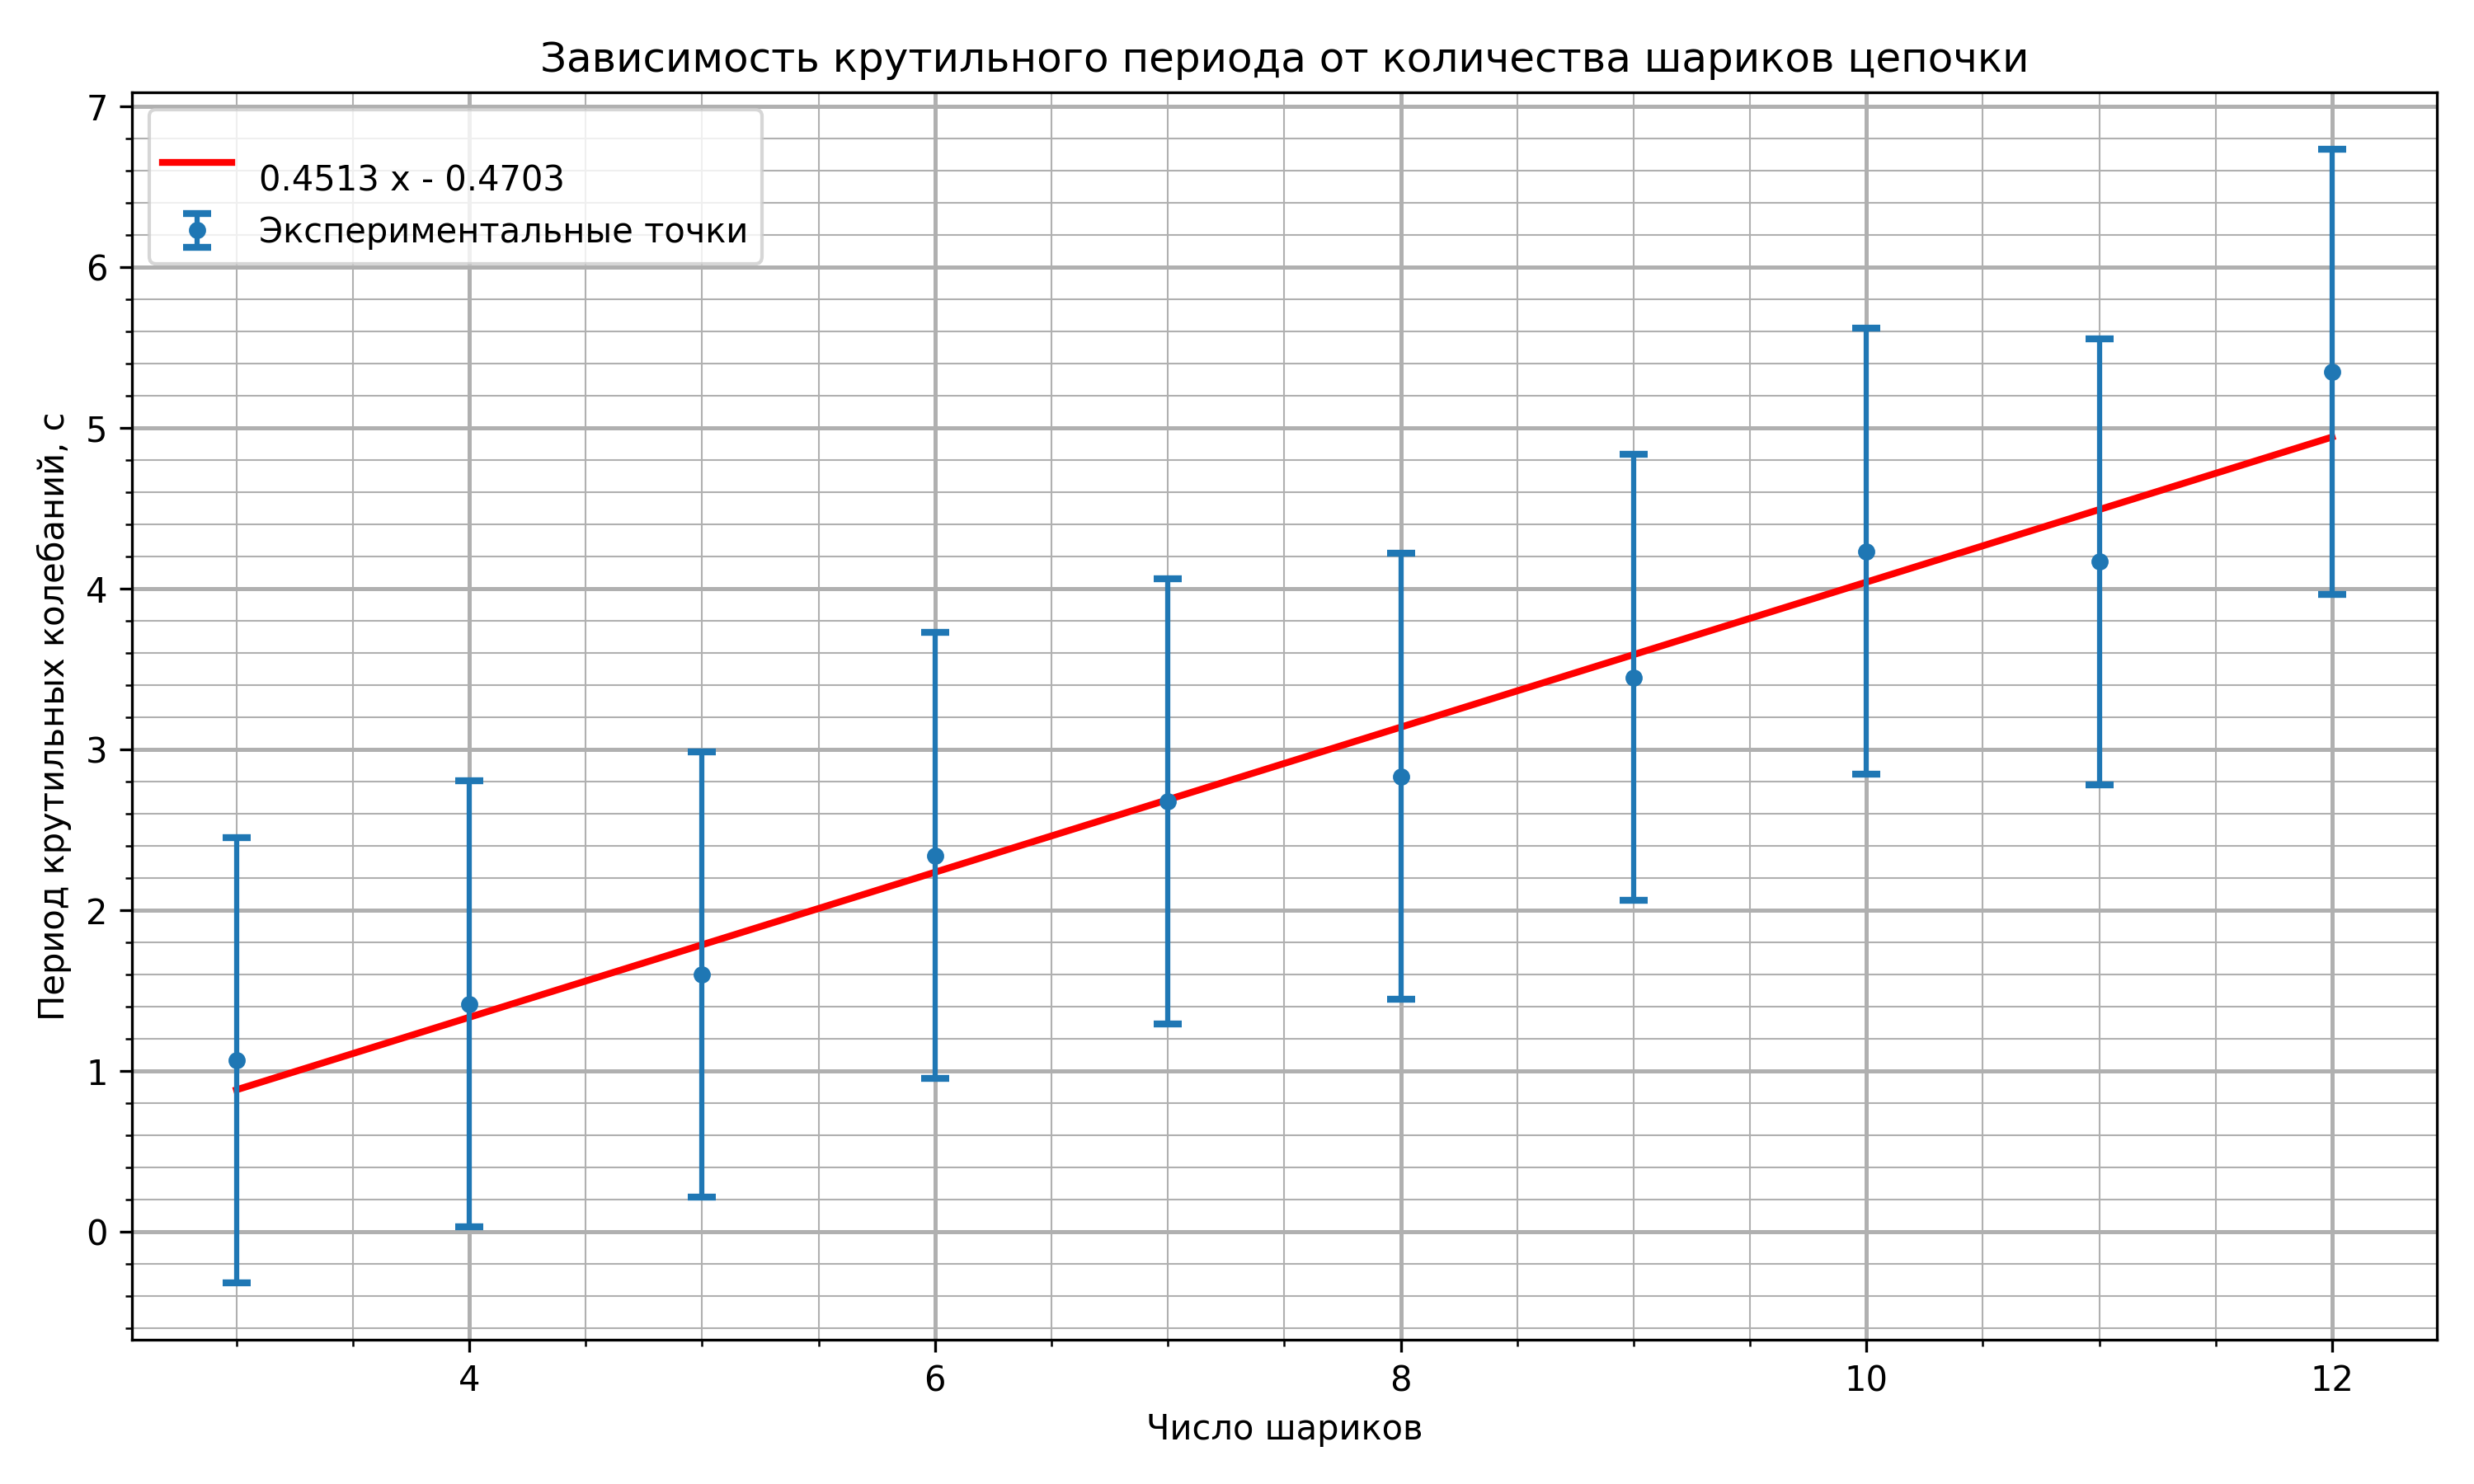 Зависимость крутильного периода от количества шариков цепочки
7
6
5
4
3
2
1
0
Период крутильных колебаний, с
0.4513 x - 0.4703
Экспериментальные точки
4
6
8
10
12
Число шариков